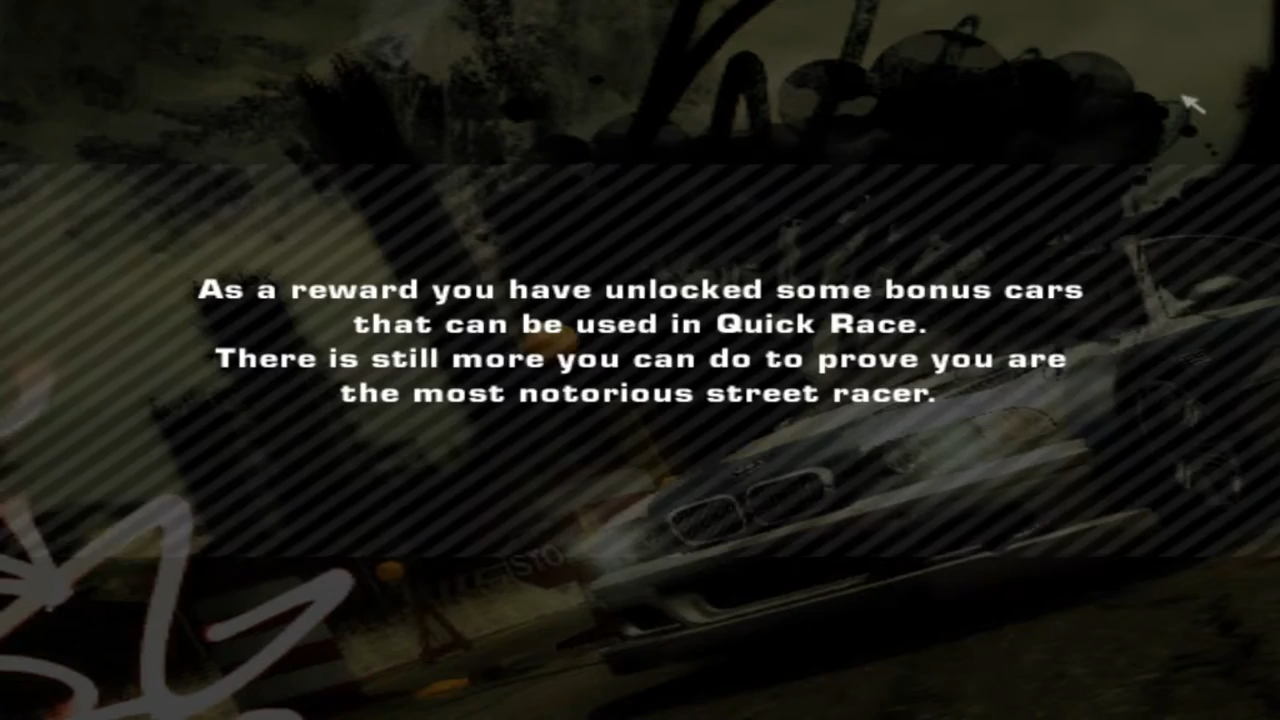 As a reward you have unlocked some bonus cars
that can be used in Quick Race.
There is still more you can do to prove you are
the most notorious street racer.
STO